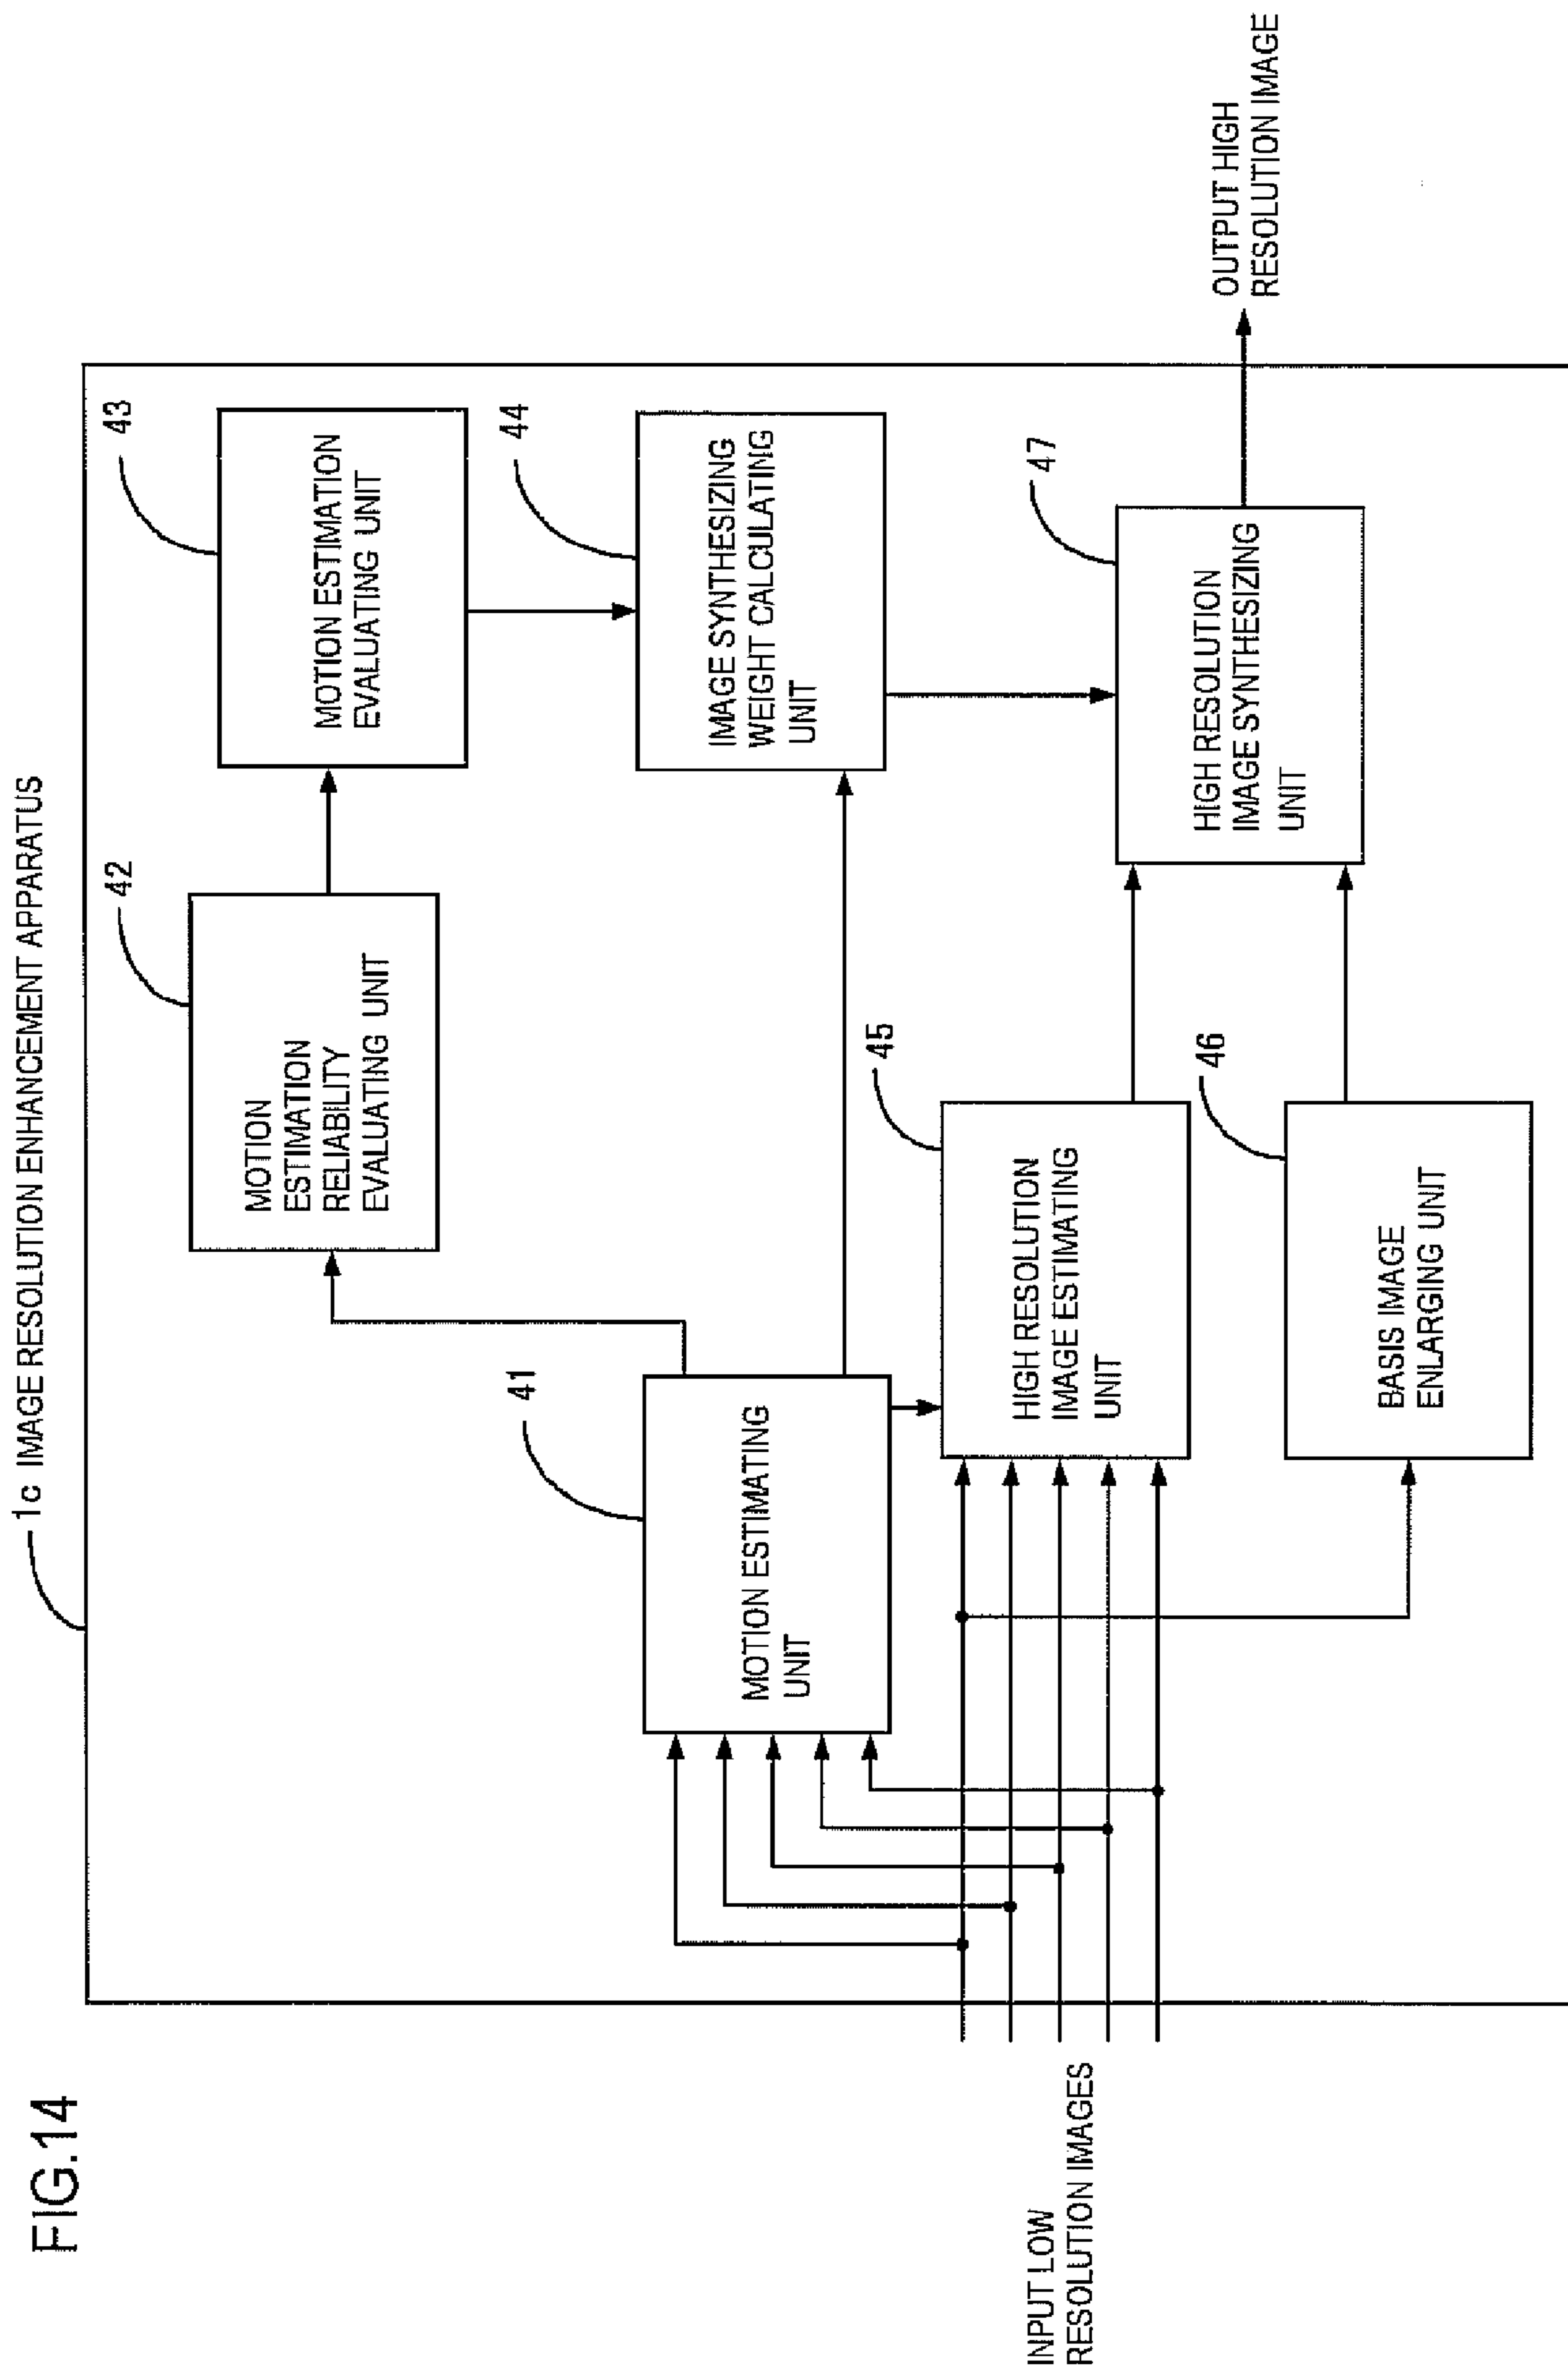 FIG.14
1c IMAGE RESOLUTION ENHANCEMENT APPARATUS
42
MOTION
ESTIMATION
RELIABILITY
EVALUATING UNIT
43
MOTION ESTIMATION
EVALUATING UNIT
41
MOTION ESTIMATING
UNIT
44
IMAGE SYNTHESIZING
WEIGHT CALCULATING
UNIT
INPUT LOW
RESOLUTION IMAGES
45
HIGH RESOLUTION
IMAGE ESTIMATING
UNIT
47
HIGH RESOLUTION
IMAGE SYNTHESIZING
UNIT
OUTPUT HIGH
RESOLUTION IMAGE
46
BASIS IMAGE
ENLARGING UNIT